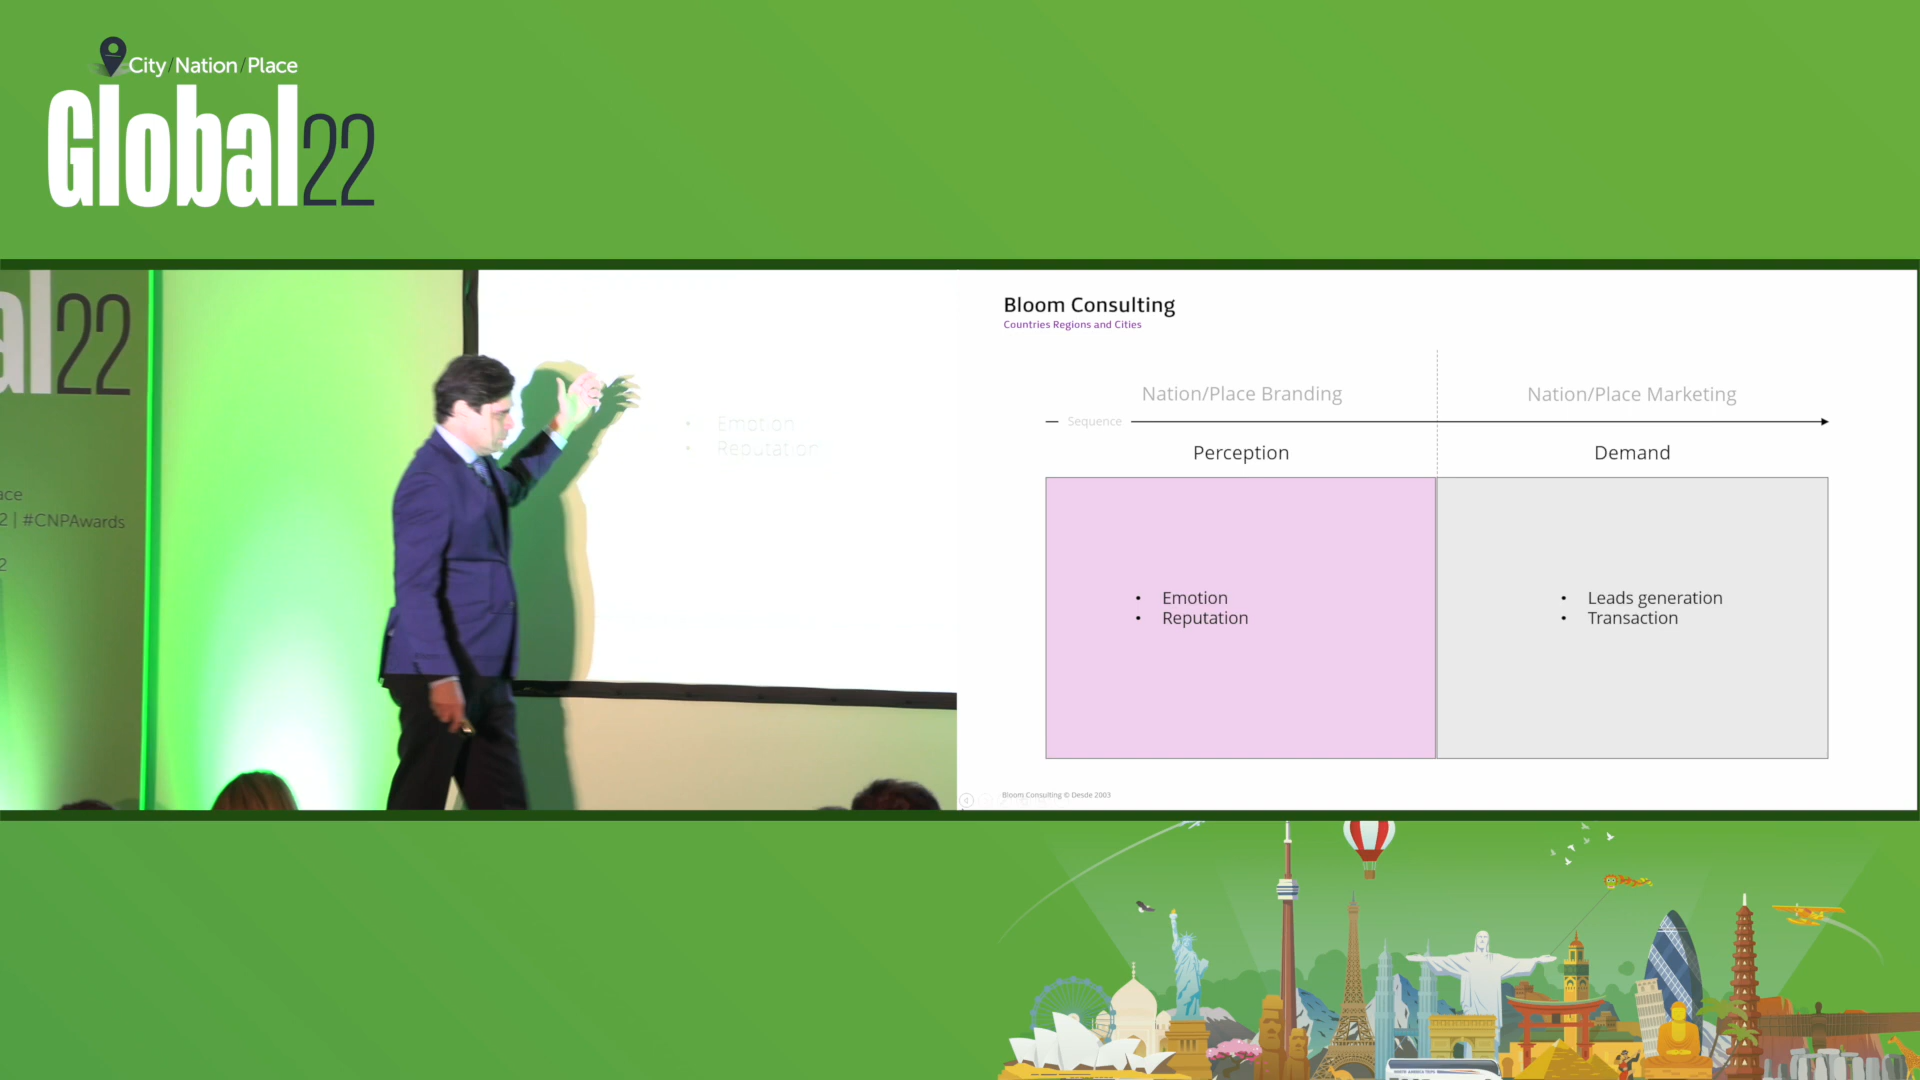 City/Nation/Place
Global22
al22
ace
2 | #CNPAwards
2
• Emotion
• Reputation
Bloom Consulting
Countries Regions and Cities
Nation/Place Branding
Nation/Place Marketing
Sequence
Perception
Demand
• Emotion
• Reputation
• Leads generation
• Transaction
Bloom Consulting © Desde 2003